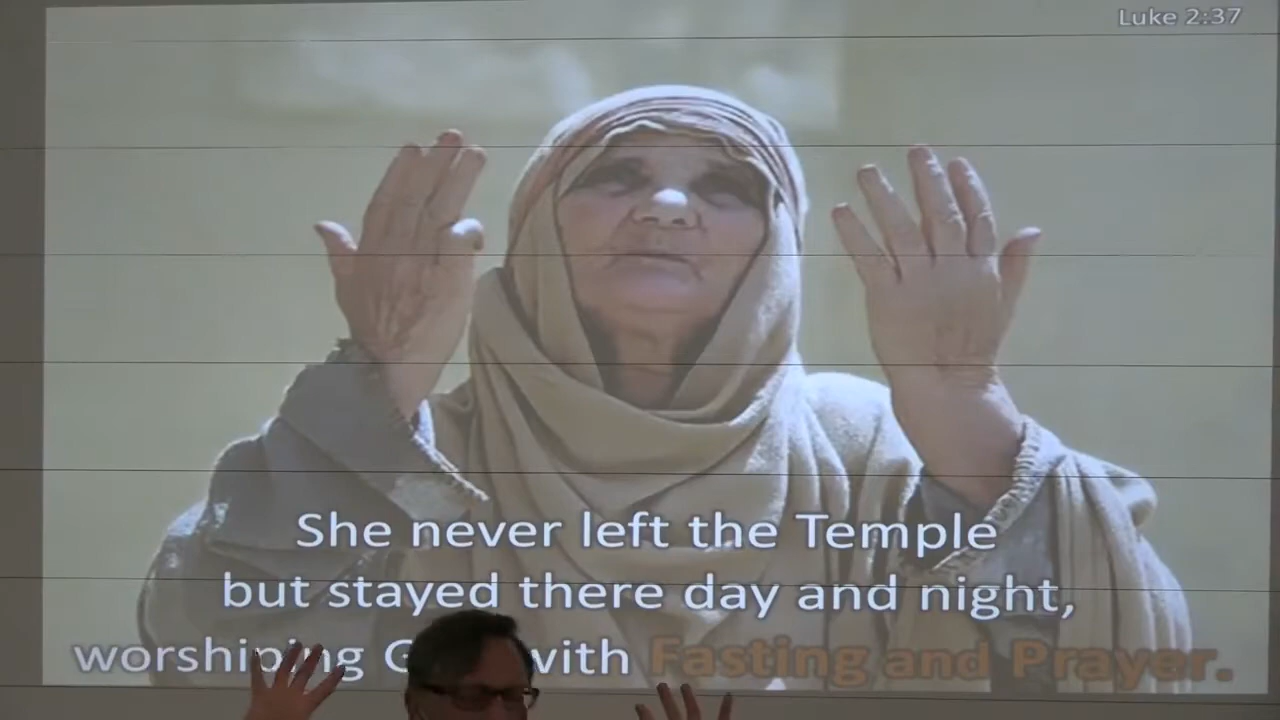 Luke 2:37
She never left the Temple
but stayed there day and night,
worshiping G with Fasting and Prayer.